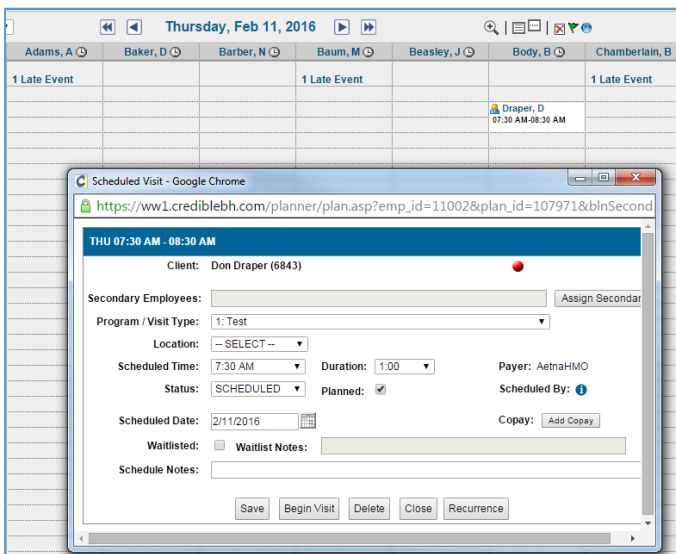 Thursday, Feb 11, 2016
Adams, A Baker, D Barber, N Baum, M Beasley, J Body, B Chamberlain, B
1 Late Event 1 Late Event 1 Late Event
Draper, D
07:30 AM-08:30 AM
Scheduled Visit - Google Chrome
https://ww1.crediblebh.com/planner/plan.asp?emp_id=11002&plan_id=107971&blnSecond
THU 07:30 AM - 08:30 AM
Client: Don Draper (6843)
Secondary Employees: Assign Secondar
Program / Visit Type: 1: Test
Location: -- SELECT --
Scheduled Time: 7:30 AM Duration: 1:00 Payer: AetnaHMO
Status: SCHEDULED Planned: Scheduled By:
Scheduled Date: 2/11/2016 Copay: Add Copay
Waitlisted: Waitlist Notes:
Schedule Notes:
Save Begin Visit Delete Close Recurrence